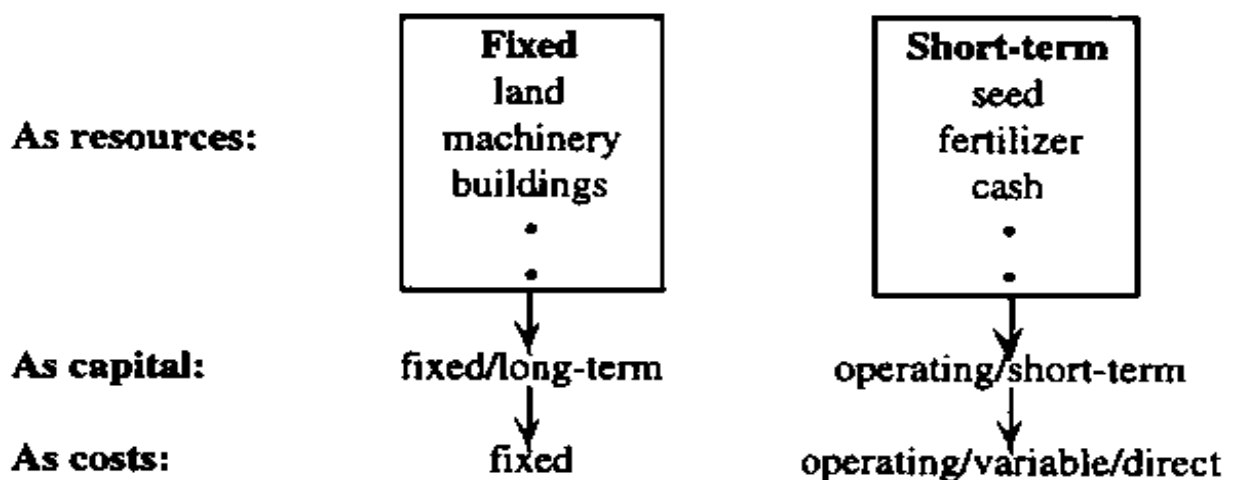 Fixed
land
machinery
buildings
Short-term
seed
fertilizer
cash
As resources:
As capital:
fixed/long-term
operating/short-term
As costs:
fixed
operating/variable/direct